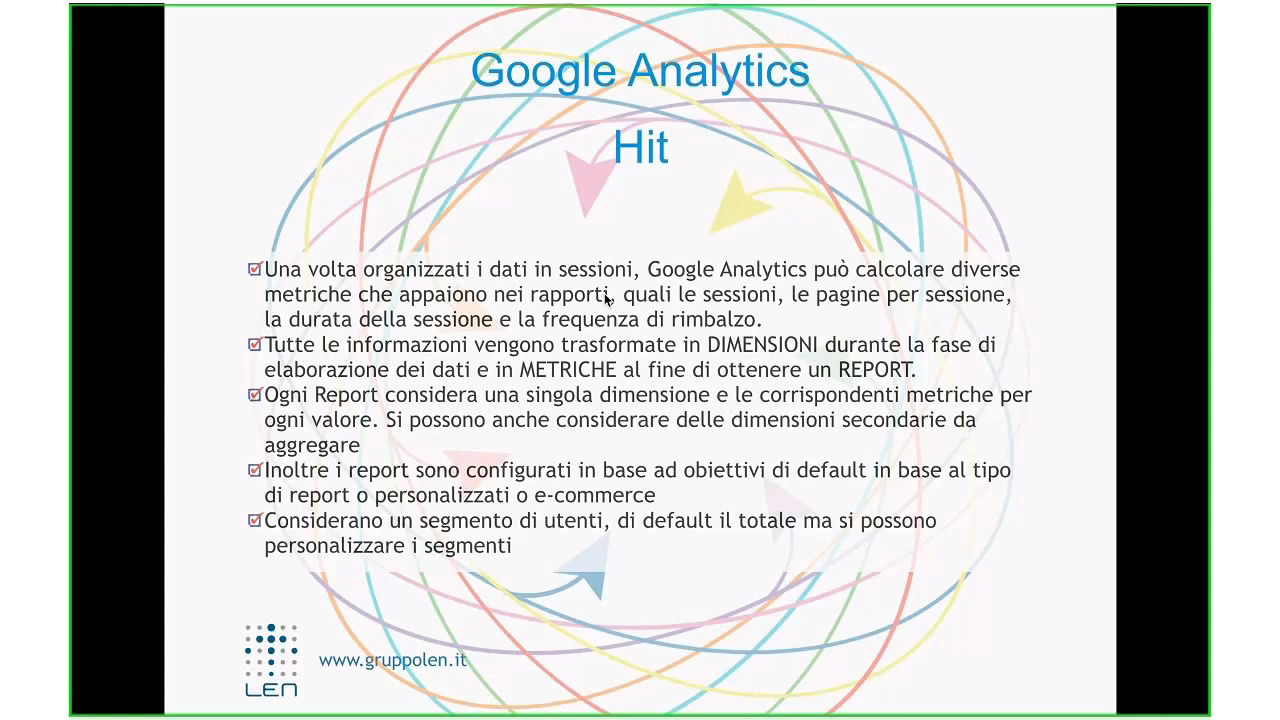 Google Analytics
Hit
Una volta organizzati i dati in sessioni, Google Analytics può calcolare diverse
metriche che appaiono nei rapporti, quali le sessioni, le pagine per sessione,
la durata della sessione e la frequenza di rimbalzo.
Tutte le informazioni vengono trasformate in DIMENSIONI durante la fase di
elaborazione dei dati e in METRICHE al fine di ottenere un REPORT.
Ogni Report considera una singola dimensione e le corrispondenti metriche per
ogni valore. Si possono anche considerare delle dimensioni secondarie da
aggregare
Inoltre i report sono configurati in base ad obiettivi di default in base al tipo
di report o personalizzati o e-commerce
Considerano un segmento di utenti, di default il totale ma si possono
personalizzare i segmenti
LEN
www.gruppolen.it